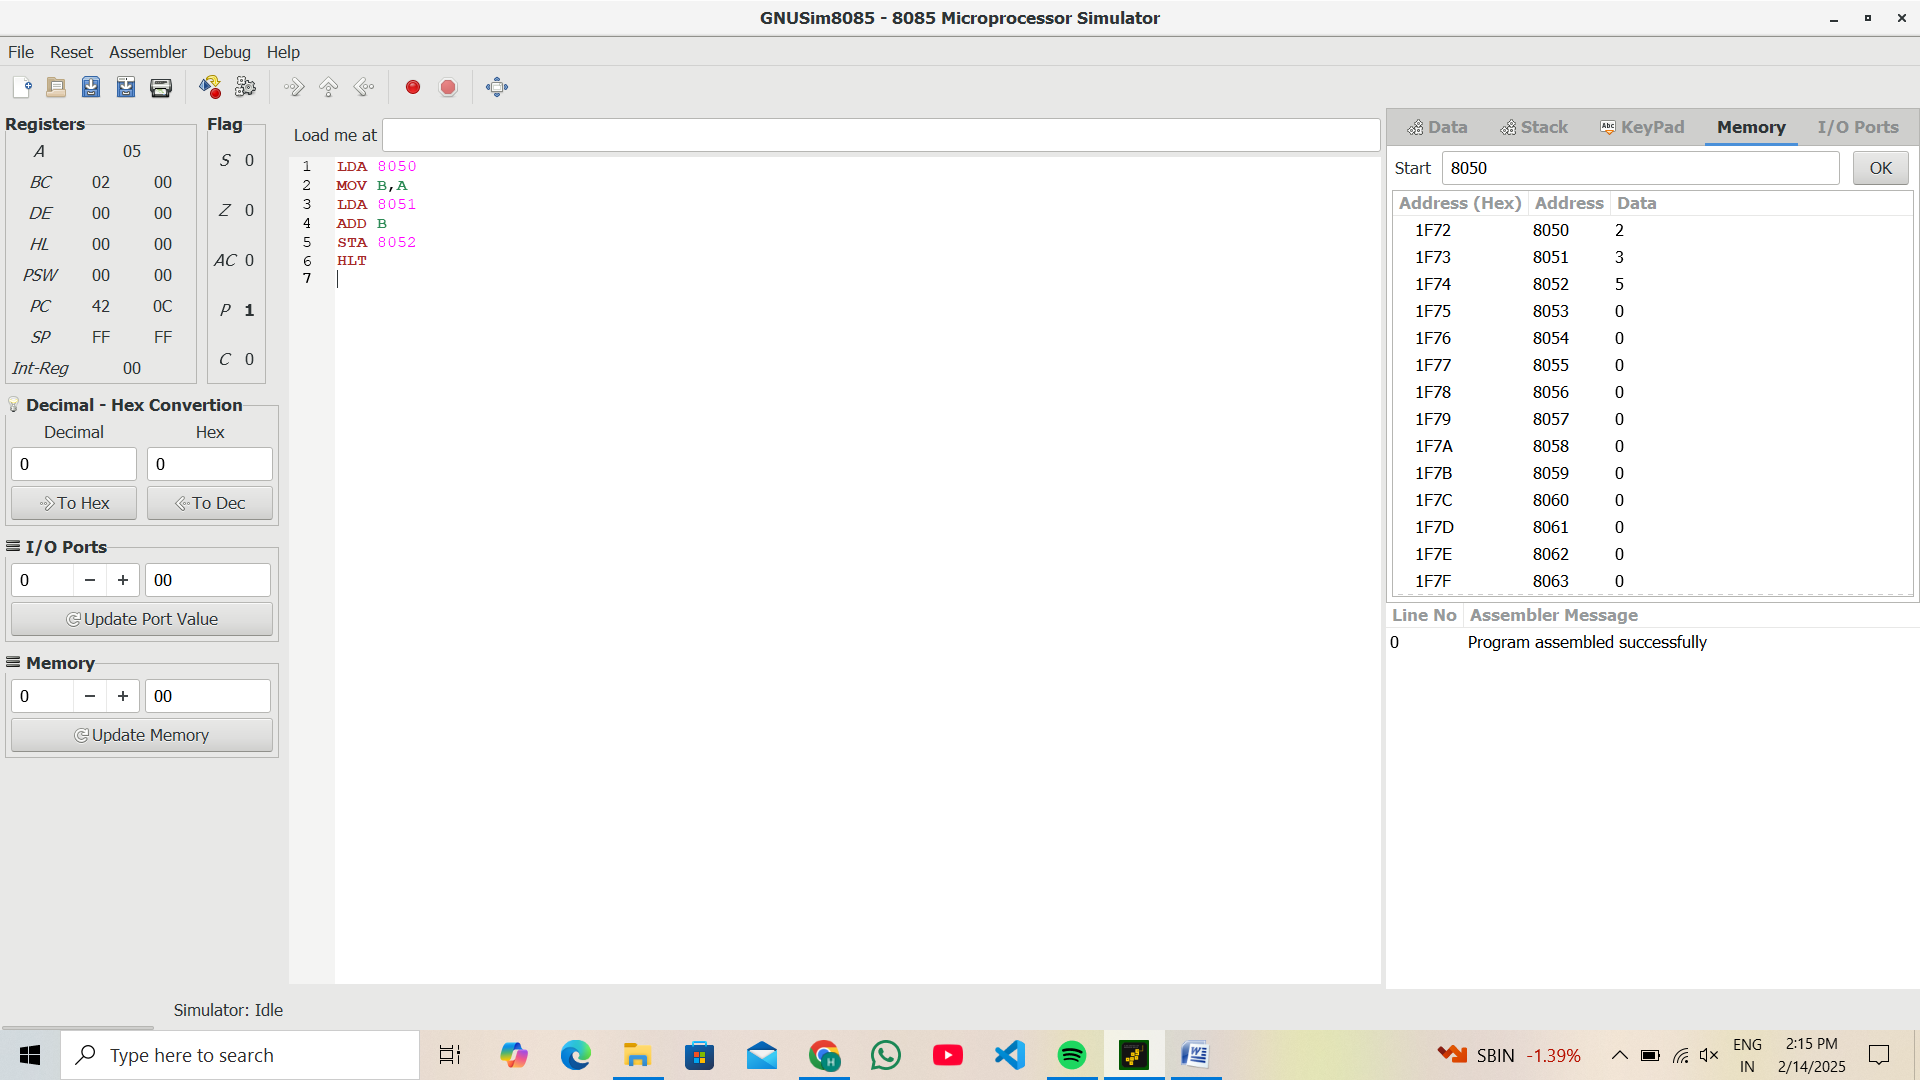 GNUSim8085 - 8085 Microprocessor Simulator
File Reset Assembler Debug Help
Registers
A 05
BC 02 00
DE 00 00
HL 00 00
PSW 00 00
PC 42 0C
SP FF FF
Int-Reg 00
Flag
S 0
Z 0
AC 0
P 1
C 0
Decimal - Hex Convertion
Decimal Hex
0 0
To Hex To Dec
I/O Ports
0 − + 00
Update Port Value
Memory
0 − + 00
Update Memory
Load me at
1 LDA 8050
2 MOV B,A
3 LDA 8051
4 ADD B
5 STA 8052
6 HLT
7
Data Stack Abc KeyPad Memory I/O Ports
Start 8050 OK
Address (Hex) Address Data
1F72 8050 2
1F73 8051 3
1F74 8052 5
1F75 8053 0
1F76 8054 0
1F77 8055 0
1F78 8056 0
1F79 8057 0
1F7A 8058 0
1F7B 8059 0
1F7C 8060 0
1F7D 8061 0
1F7E 8062 0
1F7F 8063 0
Line No Assembler Message
0 Program assembled successfully
Simulator: Idle
Type here to search
H
SBIN -1.39%
ENG
IN
2:15 PM
2/14/2025